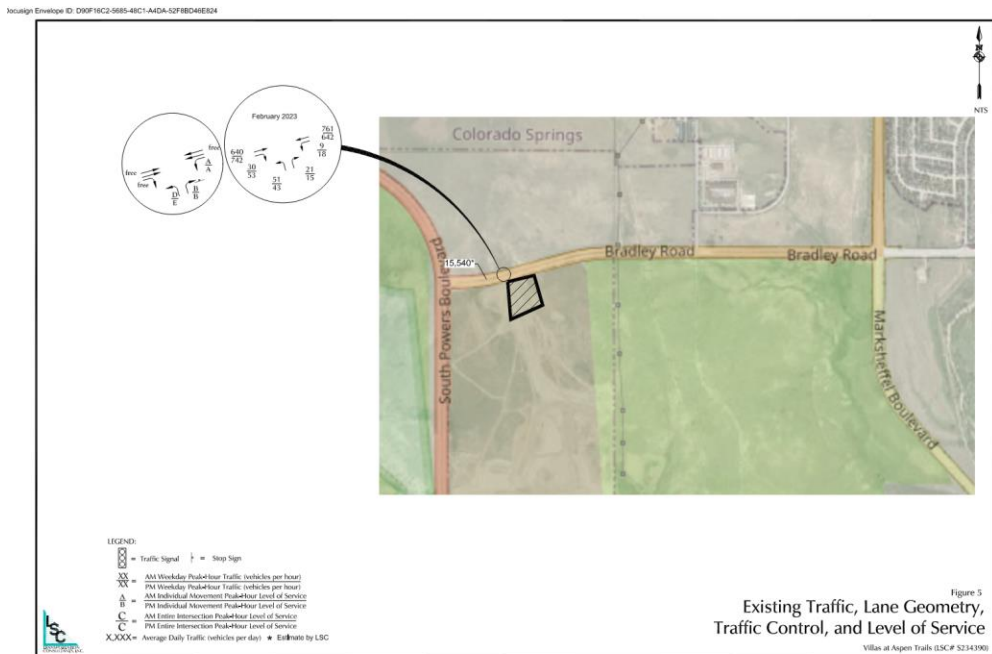 Docusign Envelope ID: D90F16C2-5685-48C1-A4DA-52F8BD46E824
NTS
February 2023
761
642
9
18
640
742
30
53
51
43
21
15
free
A
A
free
free
D
E
B
B
Colorado Springs
Bradley Road
Bradley Road
15,540*
South Powers Boulevard
Marksheffel Boulevard
LEGEND:
= Traffic Signal = Stop Sign
XX
XX = AM Weekday Peak-Hour Traffic (vehicles per hour)
PM Weekday Peak-Hour Traffic (vehicles per hour)
A
B = AM Individual Movement Peak-Hour Level of Service
PM Individual Movement Peak-Hour Level of Service
C
C = AM Entire Intersection Peak-Hour Level of Service
PM Entire Intersection Peak-Hour Level of Service
X,XXX= Average Daily Traffic (vehicles per day) * Estimate by LSC
LSC
Figure 5
Existing Traffic, Lane Geometry,
Traffic Control, and Level of Service
Villas at Aspen Trails (LSC# S234390)